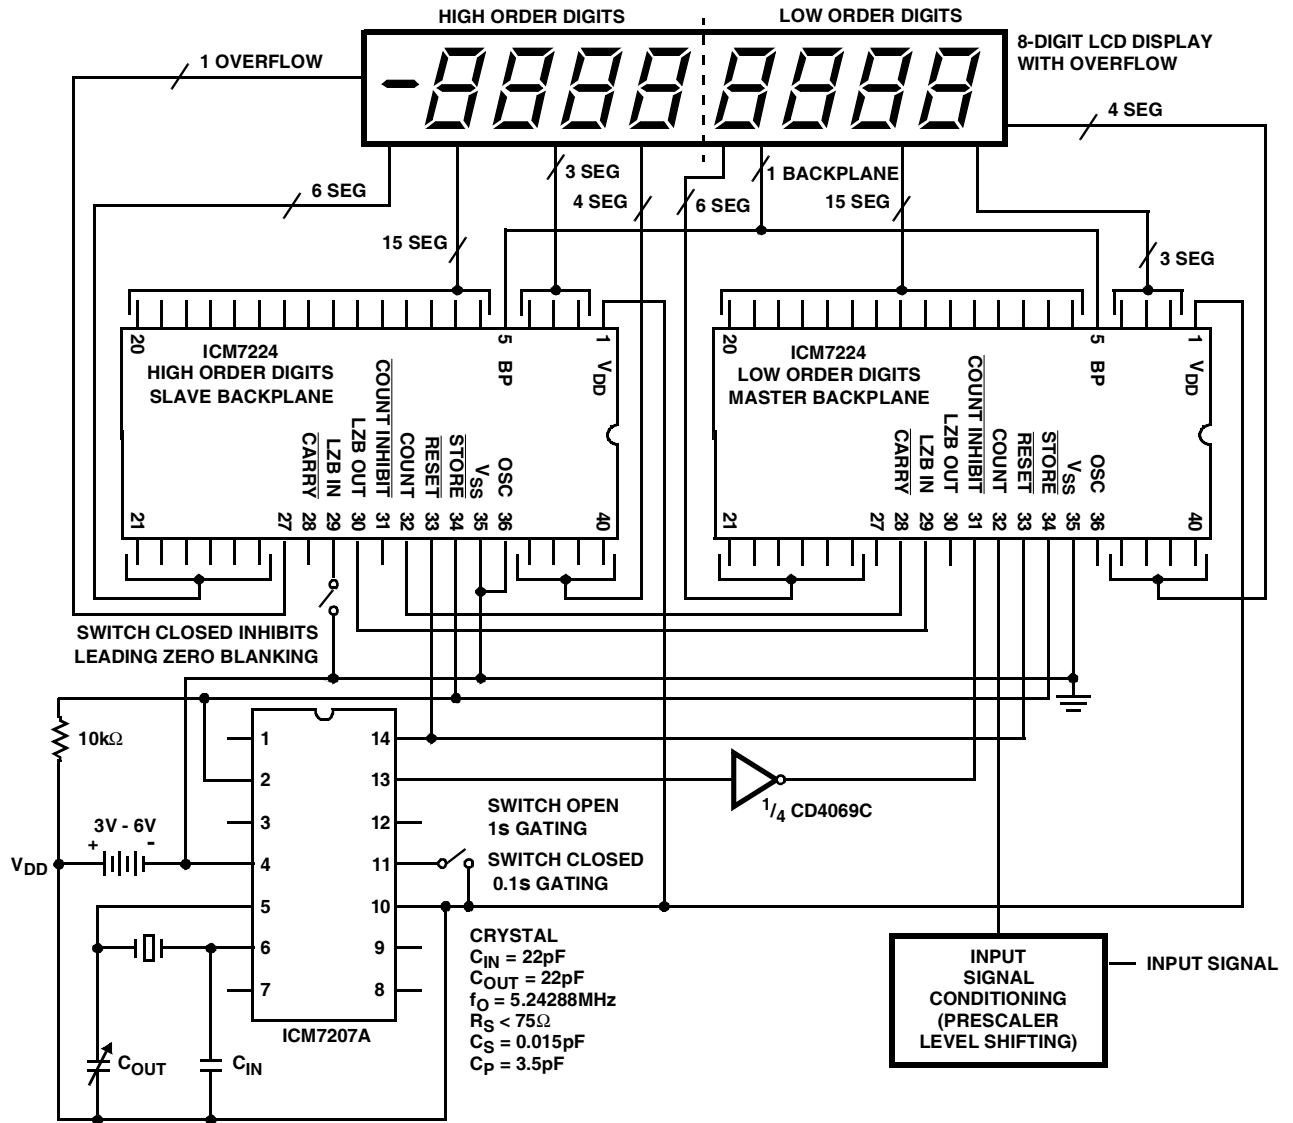 HIGH ORDER DIGITS
LOW ORDER DIGITS
1 OVERFLOW
8-DIGIT LCD DISPLAY
WITH OVERFLOW
4 SEG
6 SEG
15 SEG
3 SEG
4 SEG
6 SEG
1 BACKPLANE
15 SEG
3 SEG
20
5
1
BP
VDD
ICM7224
HIGH ORDER DIGITS
SLAVE BACKPLANE
CARRY
LZB IN
LZB OUT
COUNT INHIBIT
COUNT
RESET
STORE
VSS
OSC
21
27
28
29
30
31
32
33
34
35
36
40
20
5
1
BP
VDD
ICM7224
LOW ORDER DIGITS
MASTER BACKPLANE
CARRY
LZB IN
LZB OUT
COUNT INHIBIT
COUNT
RESET
STORE
VSS
OSC
21
27
28
29
30
31
32
33
34
35
36
40
SWITCH CLOSED INHIBITS
LEADING ZERO BLANKING
10kΩ
3V - 6V
+
-
VDD
1
2
3
4
5
6
7
14
13
12
11
10
9
8
ICM7207A
COUT
CIN
1/4 CD4069C
SWITCH OPEN
1s GATING
SWITCH CLOSED
0.1s GATING
CRYSTAL
CIN = 22pF
COUT = 22pF
fO = 5.24288MHz
RS < 75Ω
CS = 0.015pF
CP = 3.5pF
INPUT
SIGNAL
CONDITIONING
(PRESCALER
LEVEL SHIFTING)
INPUT SIGNAL